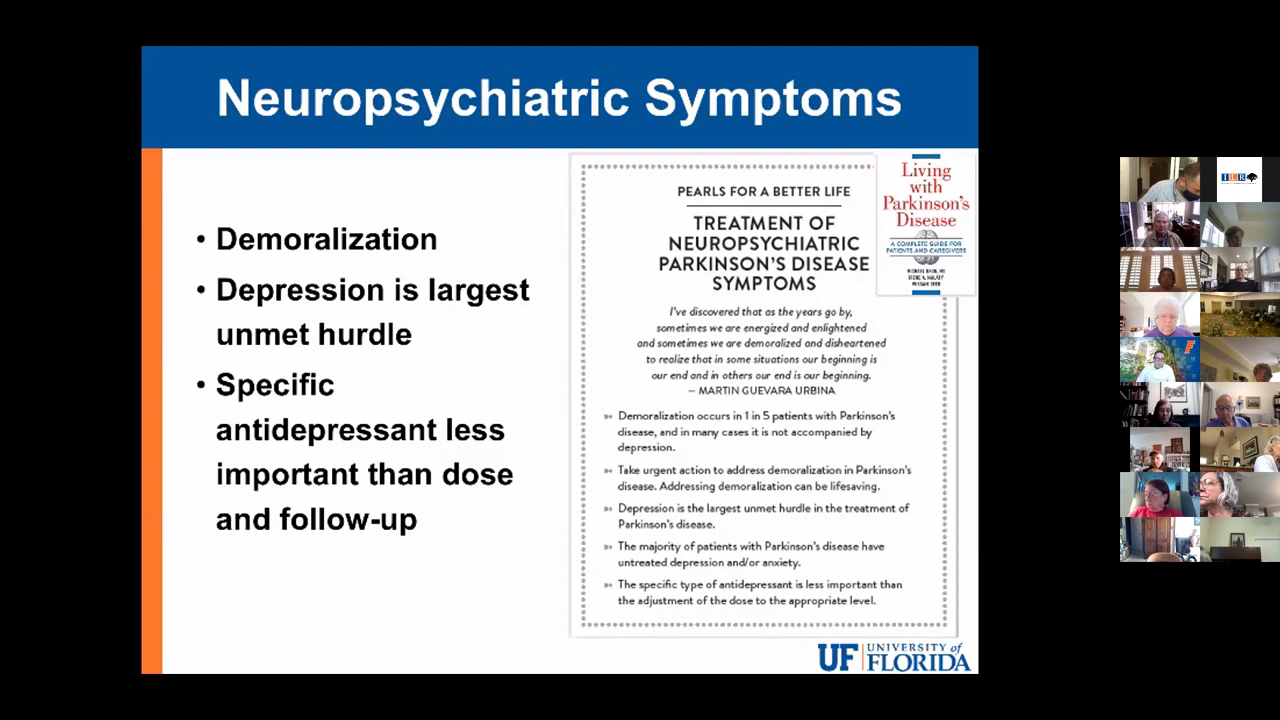 Neuropsychiatric Symptoms
• Demoralization
• Depression is largest
unmet hurdle
• Specific
antidepressant less
important than dose
and follow-up
PEARLS FOR A BETTER LIFE
TREATMENT OF
NEUROPSYCHIATRIC
PARKINSON'S DISEASE
SYMPTOMS
I've discovered that as the years go by,
sometimes we are energized and enlightened
and sometimes we are demoralized and disheartened
to realize that in some situations our beginning is
our end and in others our end is our beginning.
— MARTIN GUEVARA URBINA
Demoralization occurs in 1 in 5 patients with Parkinson's
disease, and in many cases it is not accompanied by
depression.
Take urgent action to address demoralization in Parkinson's
disease. Addressing demoralization can be lifesaving.
Depression is the largest unmet hurdle in the treatment of
Parkinson's disease.
The majority of patients with Parkinson's disease have
untreated depression and/or anxiety.
The specific type of antidepressant is less important than
the adjustment of the dose to the appropriate level.
Living
with
Parkinson's
Disease
A COMPLETE GUIDE FOR
PATIENTS AND CAREGIVERS
UF UNIVERSITY of
FLORIDA
ILR
F